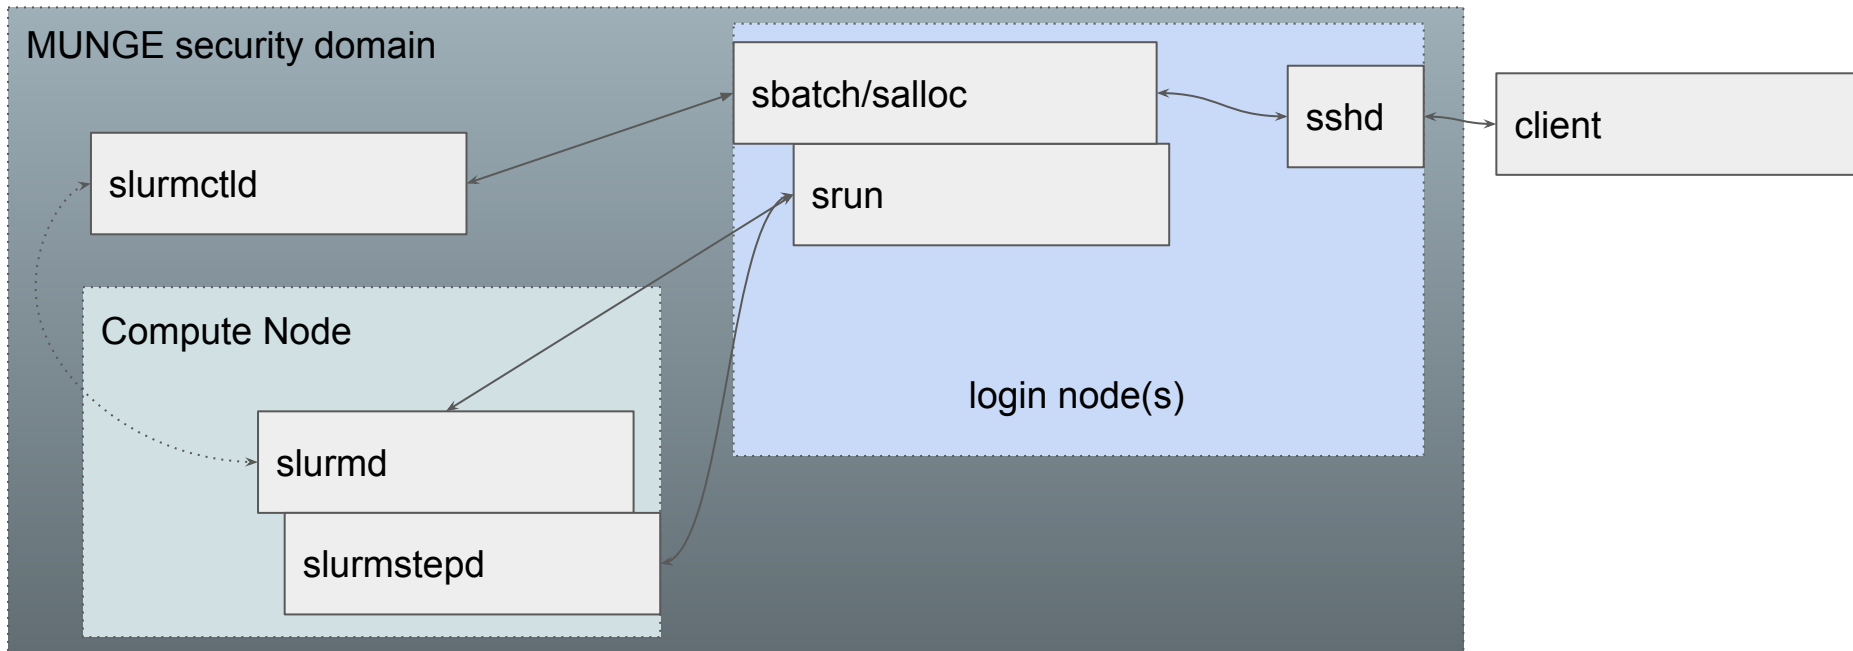 MUNGE security domain
sbatch/salloc
sshd
client
slurmctld
srun
Compute Node
login node(s)
slurmd
slurmstepd